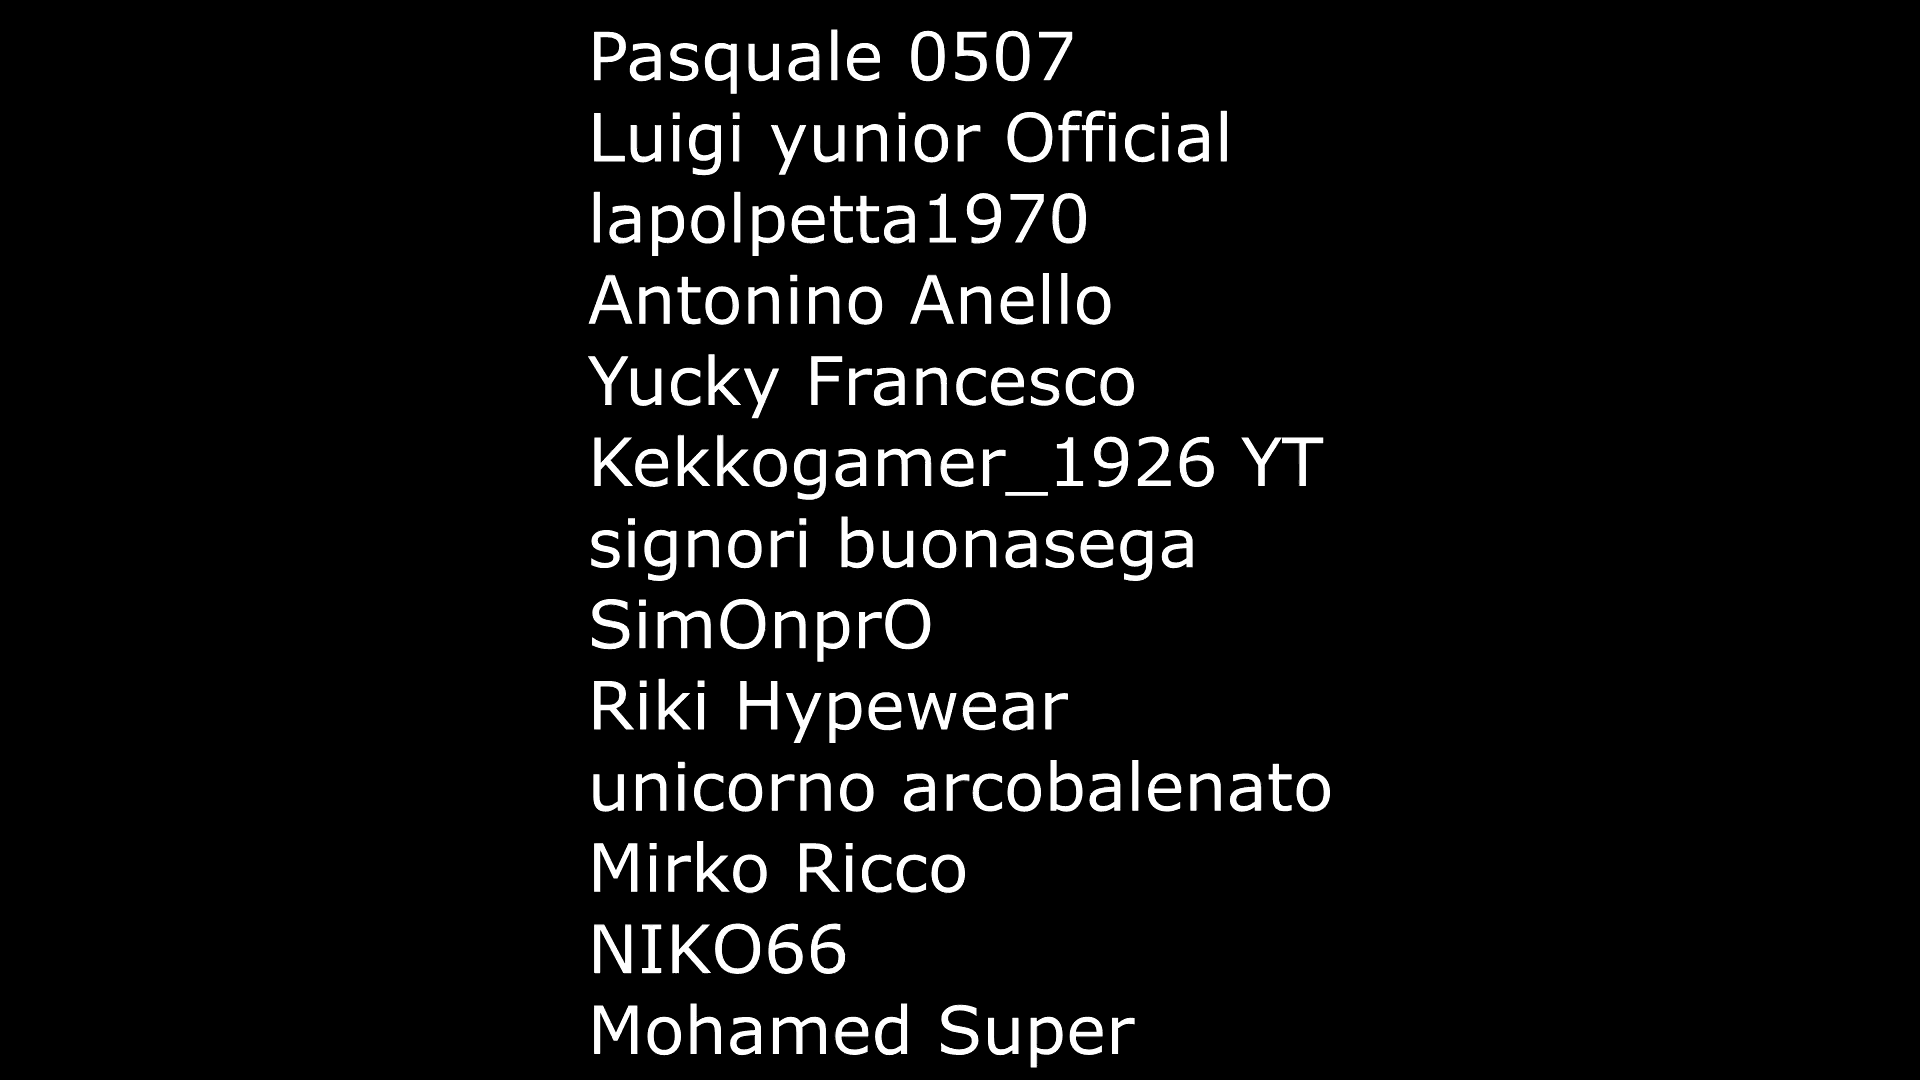 Pasquale 0507
Luigi yunior Official
lapolpetta1970
Antonino Anello
Yucky Francesco
Kekkogamer_1926 YT
signori buonasega
SimOnprO
Riki Hypewear
unicorno arcobalenato
Mirko Ricco
NIKO66
Mohamed Super